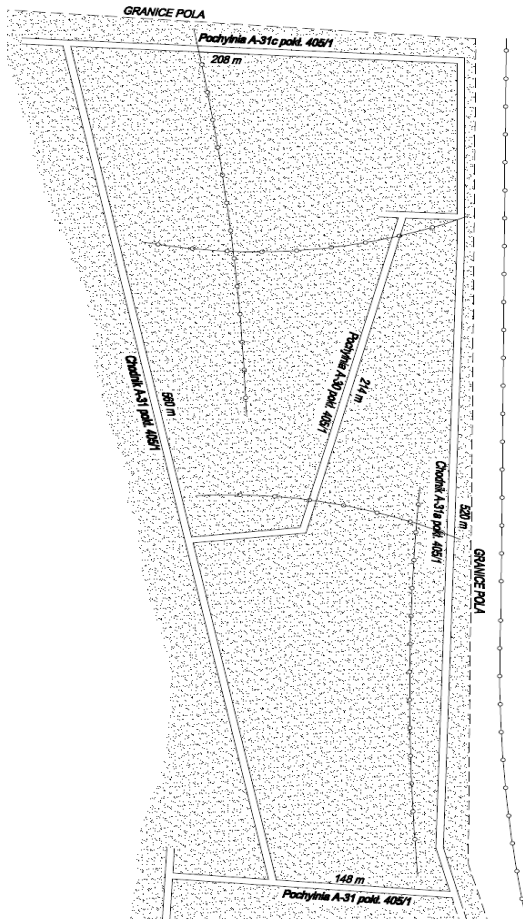 GRANICE POLA
Pochylnia A-31c pokł. 405/1
208 m
Pochylnia A-30 pokł. 405/1
214 m
Chodnik A-31 pokł. 405/1
Chodnik A-31a pokł. 405/1
520 m
GRANICE POLA
148 m
Pochylnia A-31 pokł. 405/1